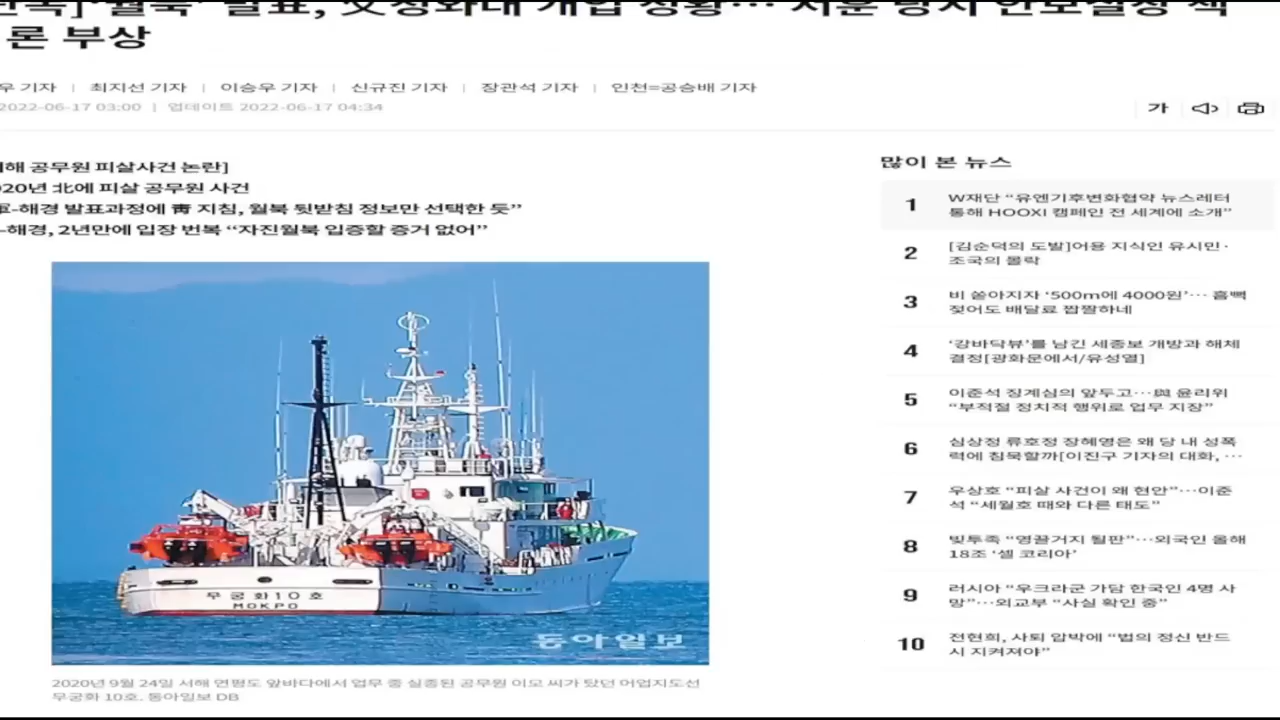 발표, 文 청와대 개입 정황… 서훈 당시 안보실장 책
론 부상
우 기자 | 최지선 기자 | 이승우 기자 | 신규진 기자 | 장관석 기자 | 인천=공승배 기자
2022-06-17 03:00 | 업데이트 2022-06-17 04:34
가
해 공무원 피살사건 논란]
20년 北에 피살 공무원 사건
軍-해경 발표과정에 靑 지침, 월북 뒷받침 정보만 선택한 듯”
-해경, 2년만에 입장 번복 “자진월북 입증할 증거 없어”
무궁화10호
MOKPO
동아일보
2020년 9월 24일 서해 연평도 앞바다에서 업무 중 실종된 공무원 이모 씨가 탔던 어업지도선
무궁화 10호. 동아일보 DB
많이 본 뉴스
1 W재단 “유엔기후변화협약 뉴스레터
통해 HOOXI 캠페인 전 세계에 소개”
2 [김순덕의 도발]어용 지식인 유시민·
조국의 몰락
3 비 쏟아지자 ‘500m에 4000원’… 흠뻑
젖어도 배달료 짭짤하네
4 ‘강바닥뷰’를 남긴 세종보 개방과 해체
결정[광화문에서/유성열]
5 이준석 징계심의 앞두고…與 윤리위
“부적절 정치적 행위로 업무 지장”
6 심상정 류호정 장혜영은 왜 당 내 성폭
력에 침묵할까[이진구 기자의 대화, …
7 우상호 “피살 사건이 왜 현안”…이준
석 “세월호 때와 다른 태도”
8 빚투족 “영끌거지 될판”…외국인 올해
18조 ‘셀 코리아’
9 러시아 “우크라군 가담 한국인 4명 사
망”…외교부 “사실 확인 중”
10 전현희, 사퇴 압박에 “법의 정신 반드
시 지켜져야”